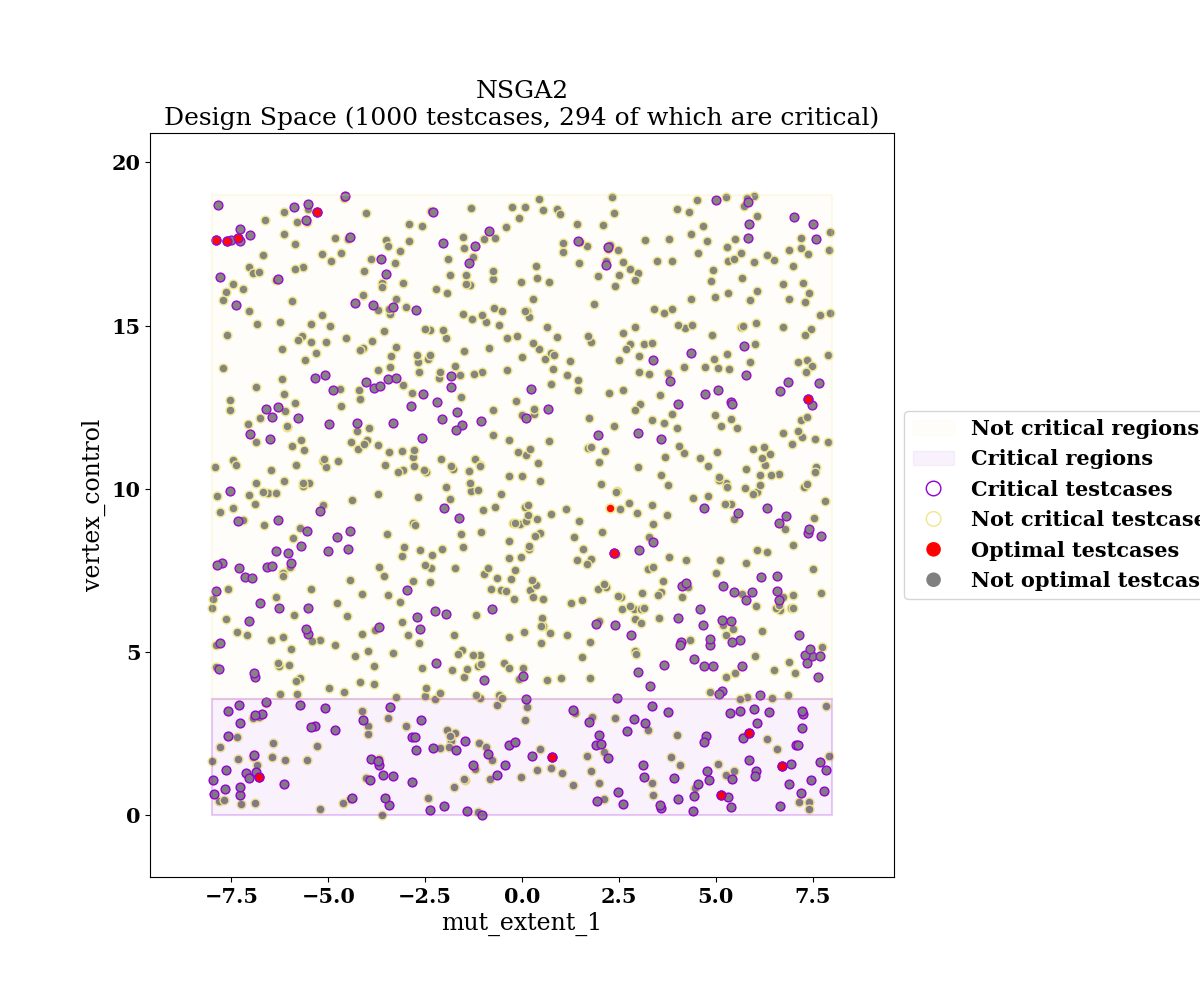 NSGA2
Design Space (1000 testcases, 294 of which are critical)
20
15
10
5
0
vertex_control
−7.5 −5.0 −2.5 0.0 2.5 5.0 7.5
mut_extent_1
Not critical regions
Critical regions
Critical testcases
Not critical testcase
Optimal testcases
Not optimal testcas